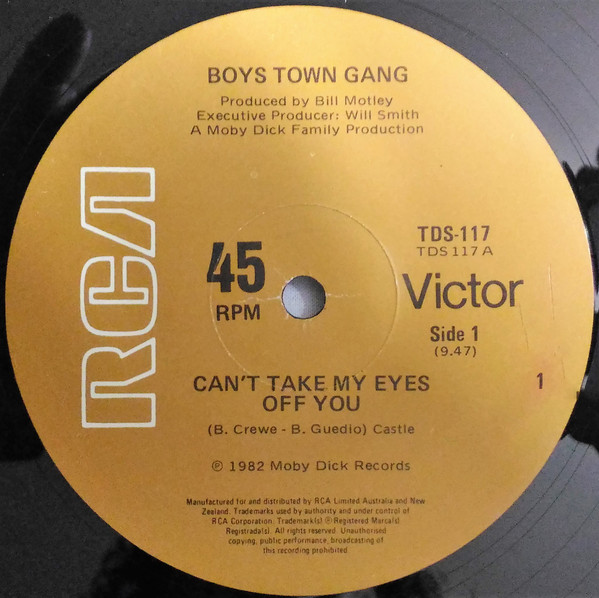 BOYS TOWN GANG
Produced by Bill Motley
Executive Producer: Will Smith
A Moby Dick Family Production
RCA
45
RPM
TDS-117
TDS 117 A
Victor
Side 1
(9.47)
CAN'T TAKE MY EYES
OFF YOU
1
(B. Crewe - B. Guedio) Castle
℗ 1982 Moby Dick Records
Manufactured for and distributed by RCA Limited Australia and New
Zealand. Trademarks used by authority and under control of
RCA Corporation. Trademark(s) ®Registered Marca(s)
Registrada(s). All rights reserved. Unauthorised
copying, public performance, broadcasting of
this recording prohibited